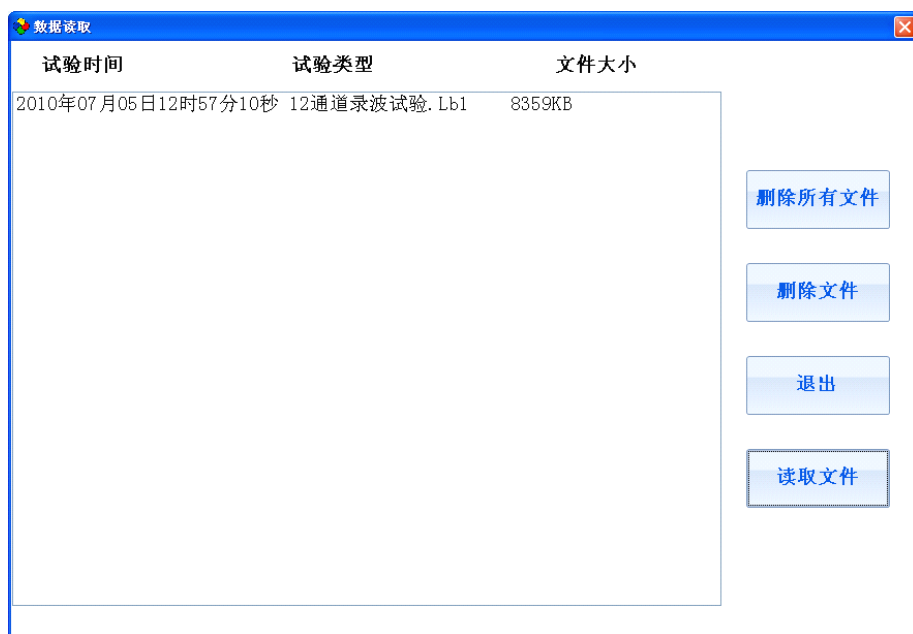 数据读取
试验时间 试验类型 文件大小
2010年07月05日12时57分10秒 12通道录波试验.Lb1 8359KB
删除所有文件
删除文件
退出
读取文件